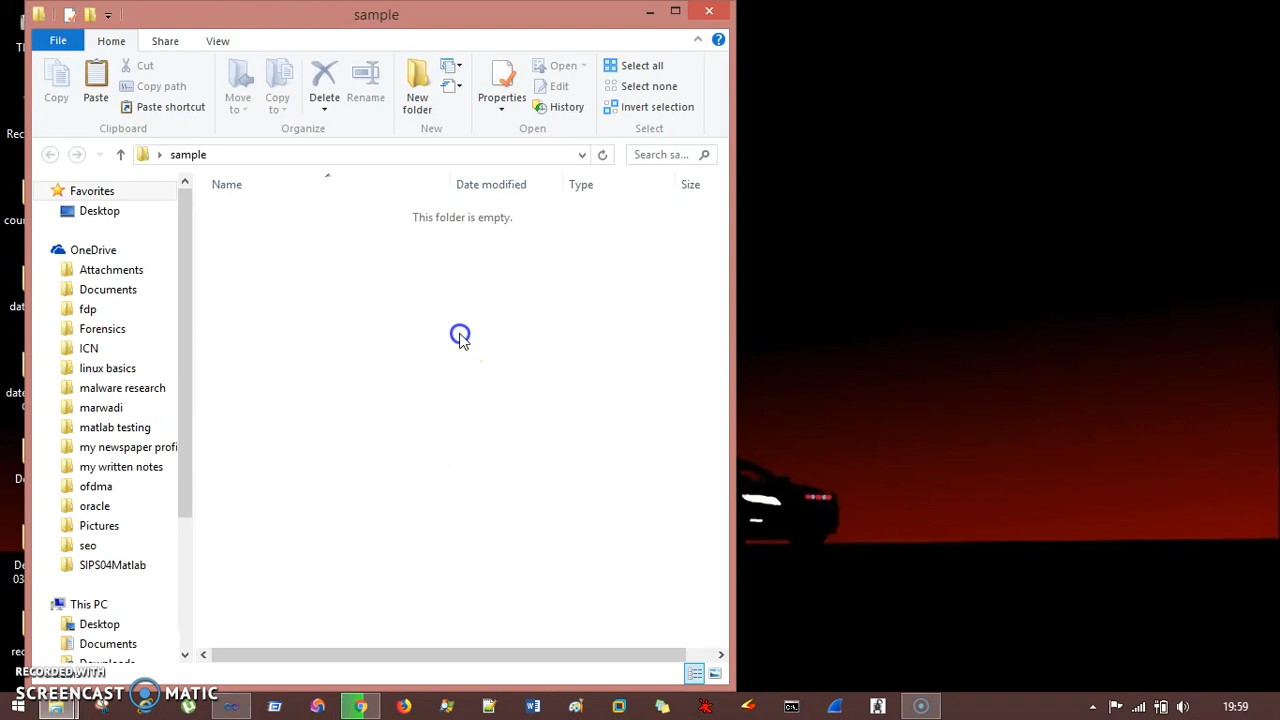 sample
File Home Share View
Copy Paste Cut Copy path Paste shortcut Move to Copy to Delete Rename New folder Properties Open Edit History Select all Select none Invert selection
Clipboard Organize New Open Select
sample Search sa...
Name Date modified Type Size
This folder is empty.
Favorites
Desktop
OneDrive
Attachments
Documents
fdp
Forensics
ICN
linux basics
malware research
marwadi
matlab testing
my newspaper profi
my written notes
ofdma
oracle
Pictures
seo
SIPS04Matlab
This PC
Desktop
Documents
RECORDED WITH
SCREENCAST MATIC
19:59